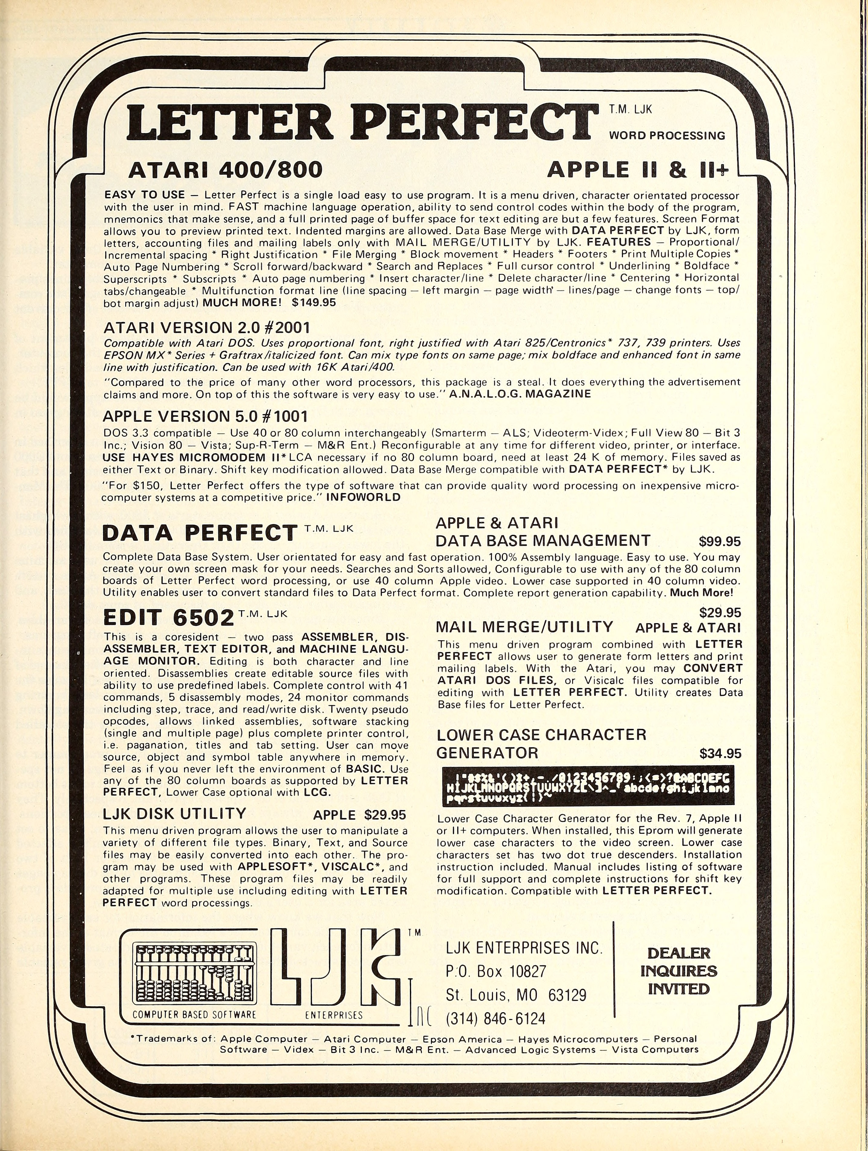 LETTER PERFECT T.M. LJK
WORD PROCESSING
ATARI 400/800 APPLE II & II+
EASY TO USE — Letter Perfect is a single load easy to use program. It is a menu driven, character orientated processor
with the user in mind. FAST machine language operation, ability to send control codes within the body of the program,
mnemonics that make sense, and a full printed page of buffer space for text editing are but a few features. Screen Format
allows you to preview printed text. Indented margins are allowed. Data Base Merge with DATA PERFECT by LJK, form
letters, accounting files and mailing labels only with MAIL MERGE/UTILITY by LJK. FEATURES — Proportional/
Incremental spacing * Right Justification * File Merging * Block movement * Headers * Footers * Print Multiple Copies *
Auto Page Numbering * Scroll forward/backward * Search and Replaces * Full cursor control * Underlining * Boldface *
Superscripts * Subscripts * Auto page numbering * Insert character/line * Delete character/line * Centering * Horizontal
tabs/changeable * Multifunction format line (line spacing — left margin — page width — lines/page — change fonts — top/
bot margin adjust) MUCH MORE! $149.95
ATARI VERSION 2.0 #2001
Compatible with Atari DOS. Uses proportional font, right justified with Atari 825/Centronics* 737, 739 printers. Uses
EPSON MX* Series + Graftrax/italicized font. Can mix type fonts on same page; mix boldface and enhanced font in same
line with justification. Can be used with 16K Atari/400.
"Compared to the price of many other word processors, this package is a steal. It does everything the advertisement
claims and more. On top of this the software is very easy to use." A.N.A.L.O.G. MAGAZINE
APPLE VERSION 5.0 #1001
DOS 3.3 compatible — Use 40 or 80 column interchangeably (Smarterm — ALS; Videoterm-Videx; Full View 80 — Bit 3
Inc.; Vision 80 — Vista; Sup-R-Term — M&R Ent.) Reconfigurable at any time for different video, printer, or interface.
USE HAYES MICROMODEM II* LCA necessary if no 80 column board, need at least 24 K of memory. Files saved as
either Text or Binary. Shift key modification allowed. Data Base Merge compatible with DATA PERFECT* by LJK.
"For $150, Letter Perfect offers the type of software that can provide quality word processing on inexpensive micro-
computer systems at a competitive price." INFOWORLD
DATA PERFECT T.M. LJK
APPLE & ATARI
DATA BASE MANAGEMENT $99.95
Complete Data Base System. User orientated for easy and fast operation. 100% Assembly language. Easy to use. You may
create your own screen mask for your needs. Searches and Sorts allowed, Configurable to use with any of the 80 column
boards of Letter Perfect word processing, or use 40 column Apple video. Lower case supported in 40 column video.
Utility enables user to convert standard files to Data Perfect format. Complete report generation capability. Much More!
EDIT 6502 T.M. LJK
This is a coresident — two pass ASSEMBLER, DIS-
ASSEMBLER, TEXT EDITOR, and MACHINE LANGU-
AGE MONITOR. Editing is both character and line
oriented. Disassemblies create editable source files with
ability to use predefined labels. Complete control with 41
commands, 5 disassembly modes, 24 monitor commands
including step, trace, and read/write disk. Twenty pseudo
opcodes, allows linked assemblies, software stacking
(single and multiple page) plus complete printer control,
i.e. paganation, titles and tab setting. User can move
source, object and symbol table anywhere in memory.
Feel as if you never left the environment of BASIC. Use
any of the 80 column boards as supported by LETTER
PERFECT, Lower Case optional with LCG.
LJK DISK UTILITY APPLE $29.95
This menu driven program allows the user to manipulate a
variety of different file types. Binary, Text, and Source
files may be easily converted into each other. The pro-
gram may be used with APPLESOFT*, VISCALC*, and
other programs. These program files may be readily
adapted for multiple use including editing with LETTER
PERFECT word processings.
$29.95
MAIL MERGE/UTILITY APPLE & ATARI
This menu driven program combined with LETTER
PERFECT allows user to generate form letters and print
mailing labels. With the Atari, you may CONVERT
ATARI DOS FILES, or Visicalc files compatible for
editing with LETTER PERFECT. Utility creates Data
Base files for Letter Perfect.
LOWER CASE CHARACTER
GENERATOR $34.95
!"#$%&'()*+,-./0123456789:;<=>?@ABCDEFG
HIJKLMNOPQRSTUVWXYZ[\]^_`abcdefghijklmno
pqrstuvwxyz{|}~
Lower Case Character Generator for the Rev. 7, Apple II
or II+ computers. When installed, this Eprom will generate
lower case characters to the video screen. Lower case
characters set has two dot true descenders. Installation
instruction included. Manual includes listing of software
for full support and complete instructions for shift key
modification. Compatible with LETTER PERFECT.
COMPUTER BASED SOFTWARE
LJK TM
ENTERPRISES Inc
LJK ENTERPRISES INC.
P.O. Box 10827
St. Louis, MO 63129
(314) 846-6124
DEALER
INQUIRES
INVITED
*Trademarks of: Apple Computer — Atari Computer — Epson America — Hayes Microcomputers — Personal
Software — Videx — Bit 3 Inc. — M&R Ent. — Advanced Logic Systems — Vista Computers